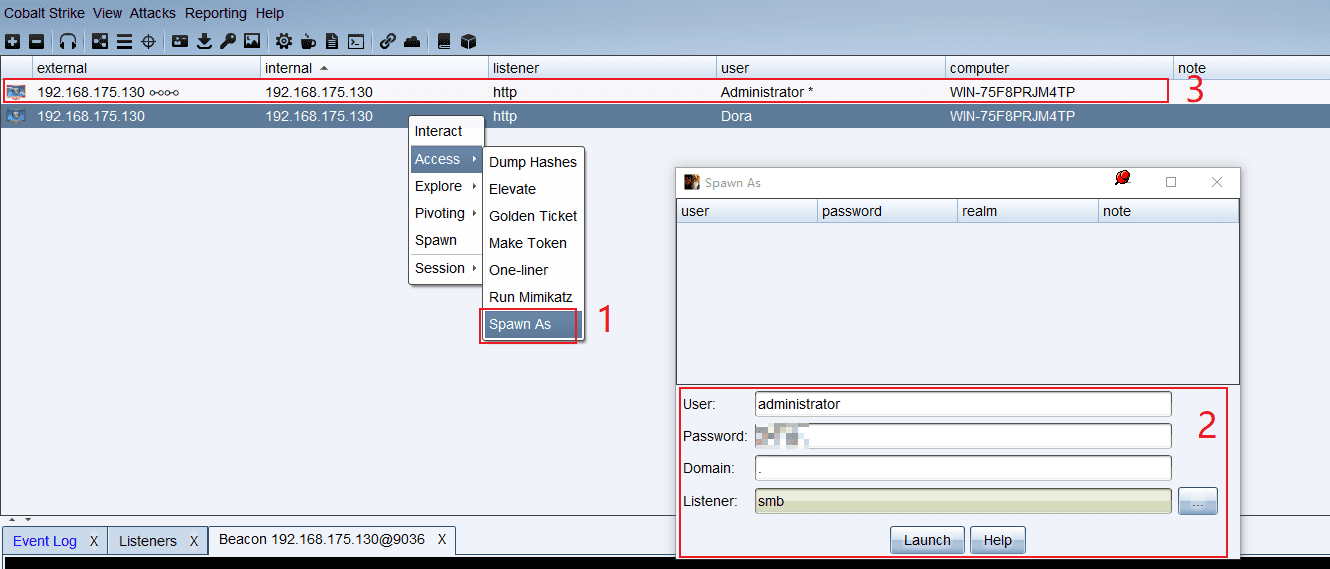 Cobalt Strike View Attacks Reporting Help
external internal listener user computer note
192.168.175.130 192.168.175.130 http Administrator * WIN-75F8PRJM4TP 3
192.168.175.130 192.168.175.130 http Dora WIN-75F8PRJM4TP
Interact
Access
Explore
Pivoting
Spawn
Session
Dump Hashes
Elevate
Golden Ticket
Make Token
One-liner
Run Mimikatz
Spawn As 1
Spawn As
user password realm note
User: administrator
Password:
2
Domain: .
Listener: smb ...
Launch Help
Event Log X Listeners X Beacon 192.168.175.130@9036 X